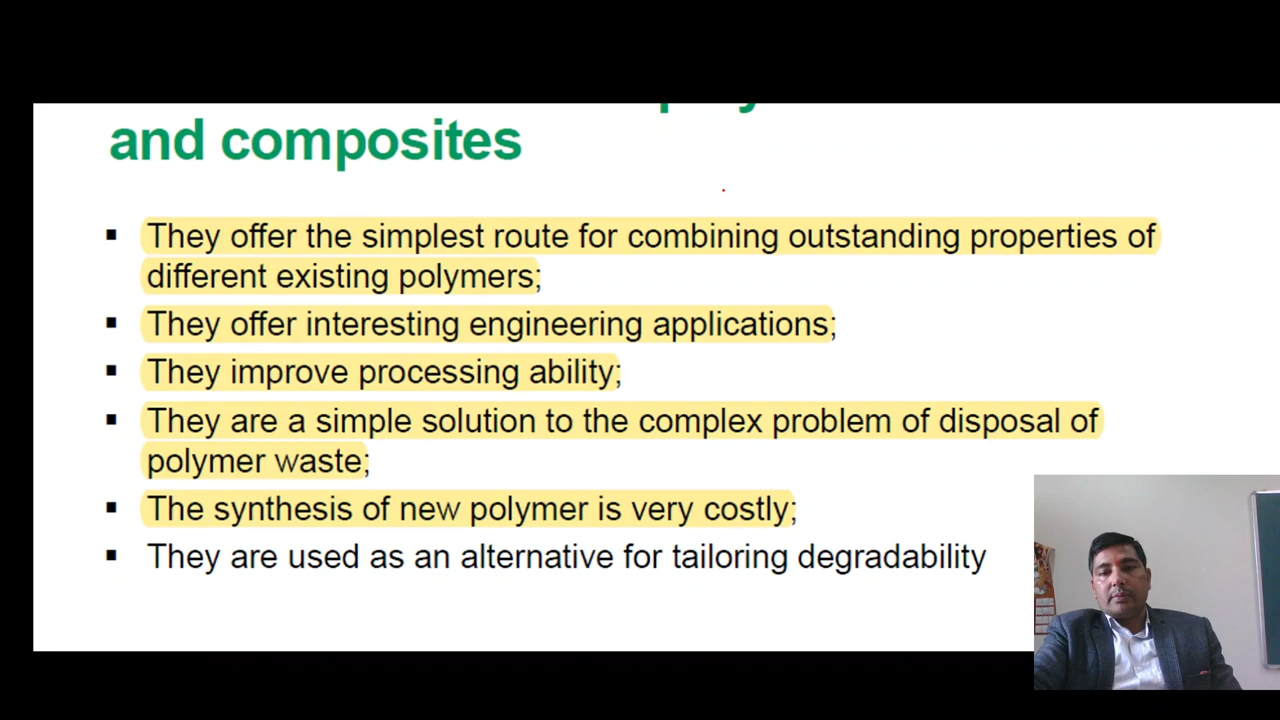 and composites
▪ They offer the simplest route for combining outstanding properties of
different existing polymers;
▪ They offer interesting engineering applications;
▪ They improve processing ability;
▪ They are a simple solution to the complex problem of disposal of
polymer waste;
▪ The synthesis of new polymer is very costly;
▪ They are used as an alternative for tailoring degradability